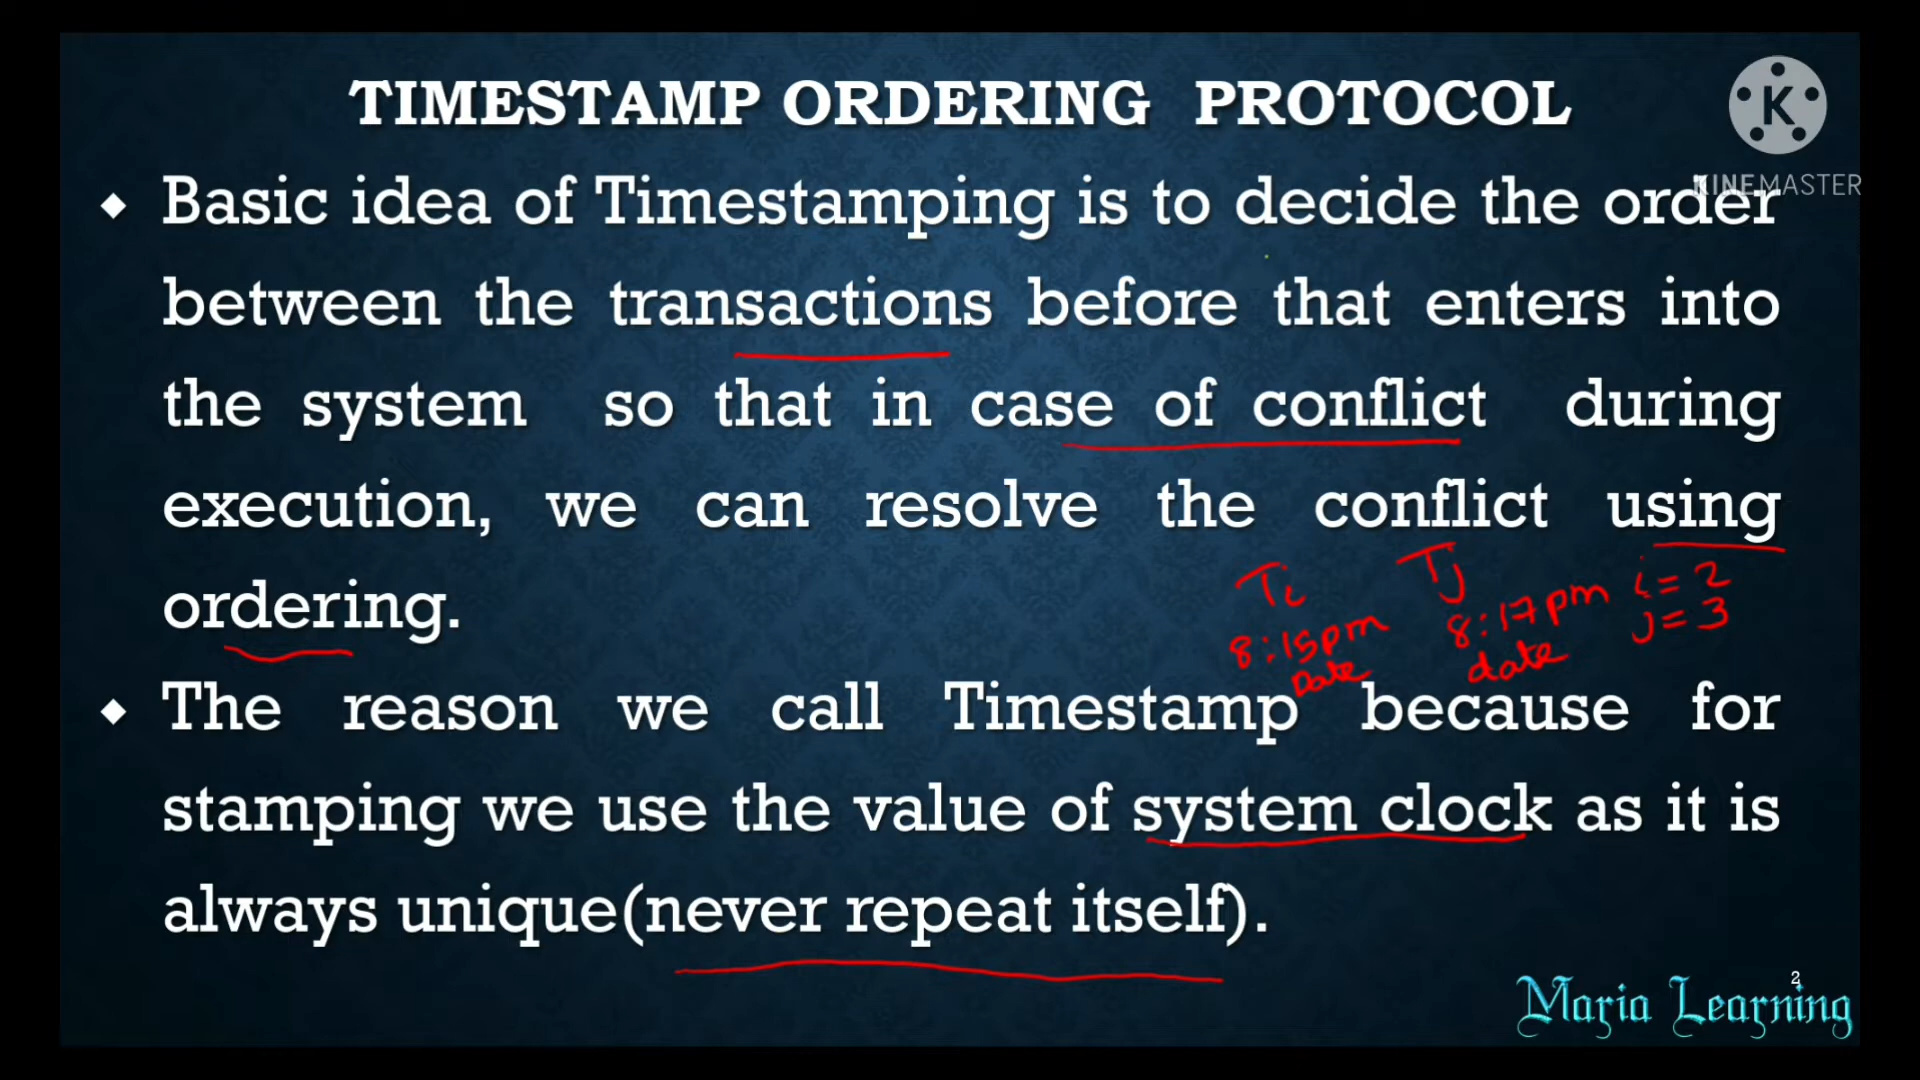 TIMESTAMP ORDERING PROTOCOL
K
KINEMASTER
Basic idea of Timestamping is to decide the order
between the transactions before that enters into
the system so that in case of conflict during
execution, we can resolve the conflict using
ordering.
Ti Tj i=2
8:15pm 8:17pm j=3
Date date
The reason we call Timestamp because for
stamping we use the value of system clock as it is
always unique(never repeat itself).
2
Maria Learning